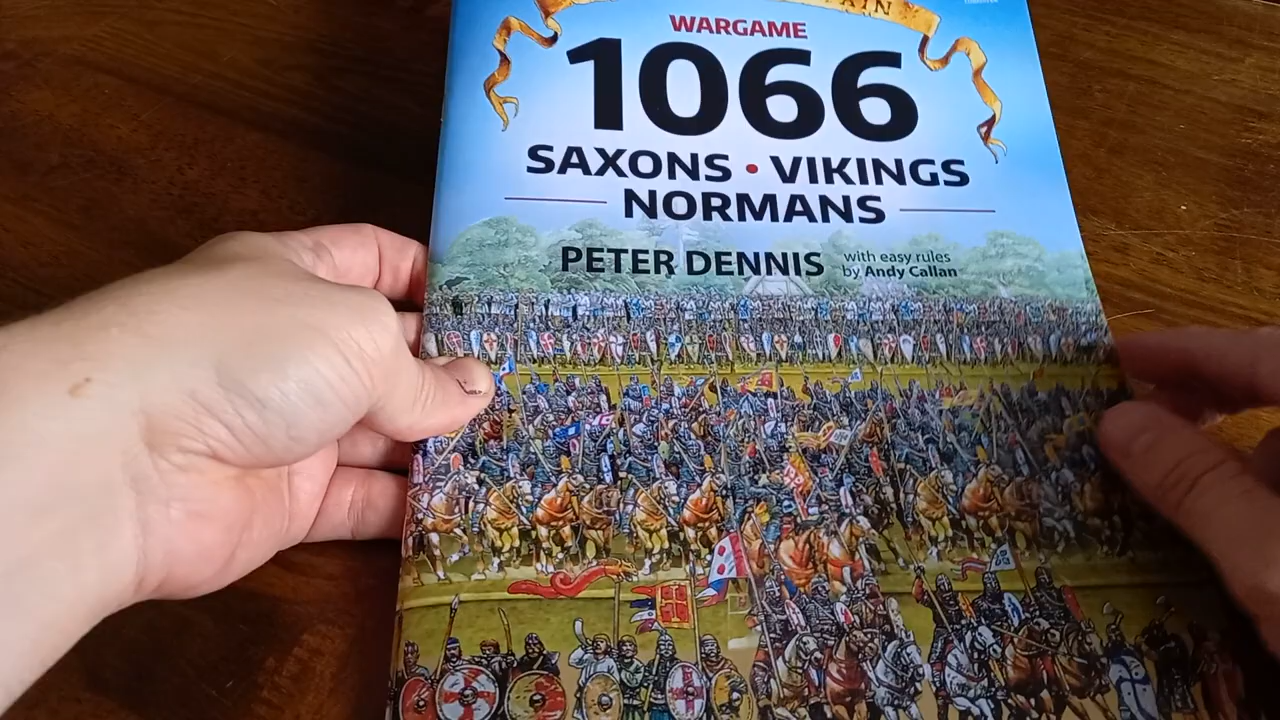 WARGAME
1066
SAXONS • VIKINGS
NORMANS
PETER DENNIS
with easy rules
by Andy Callan